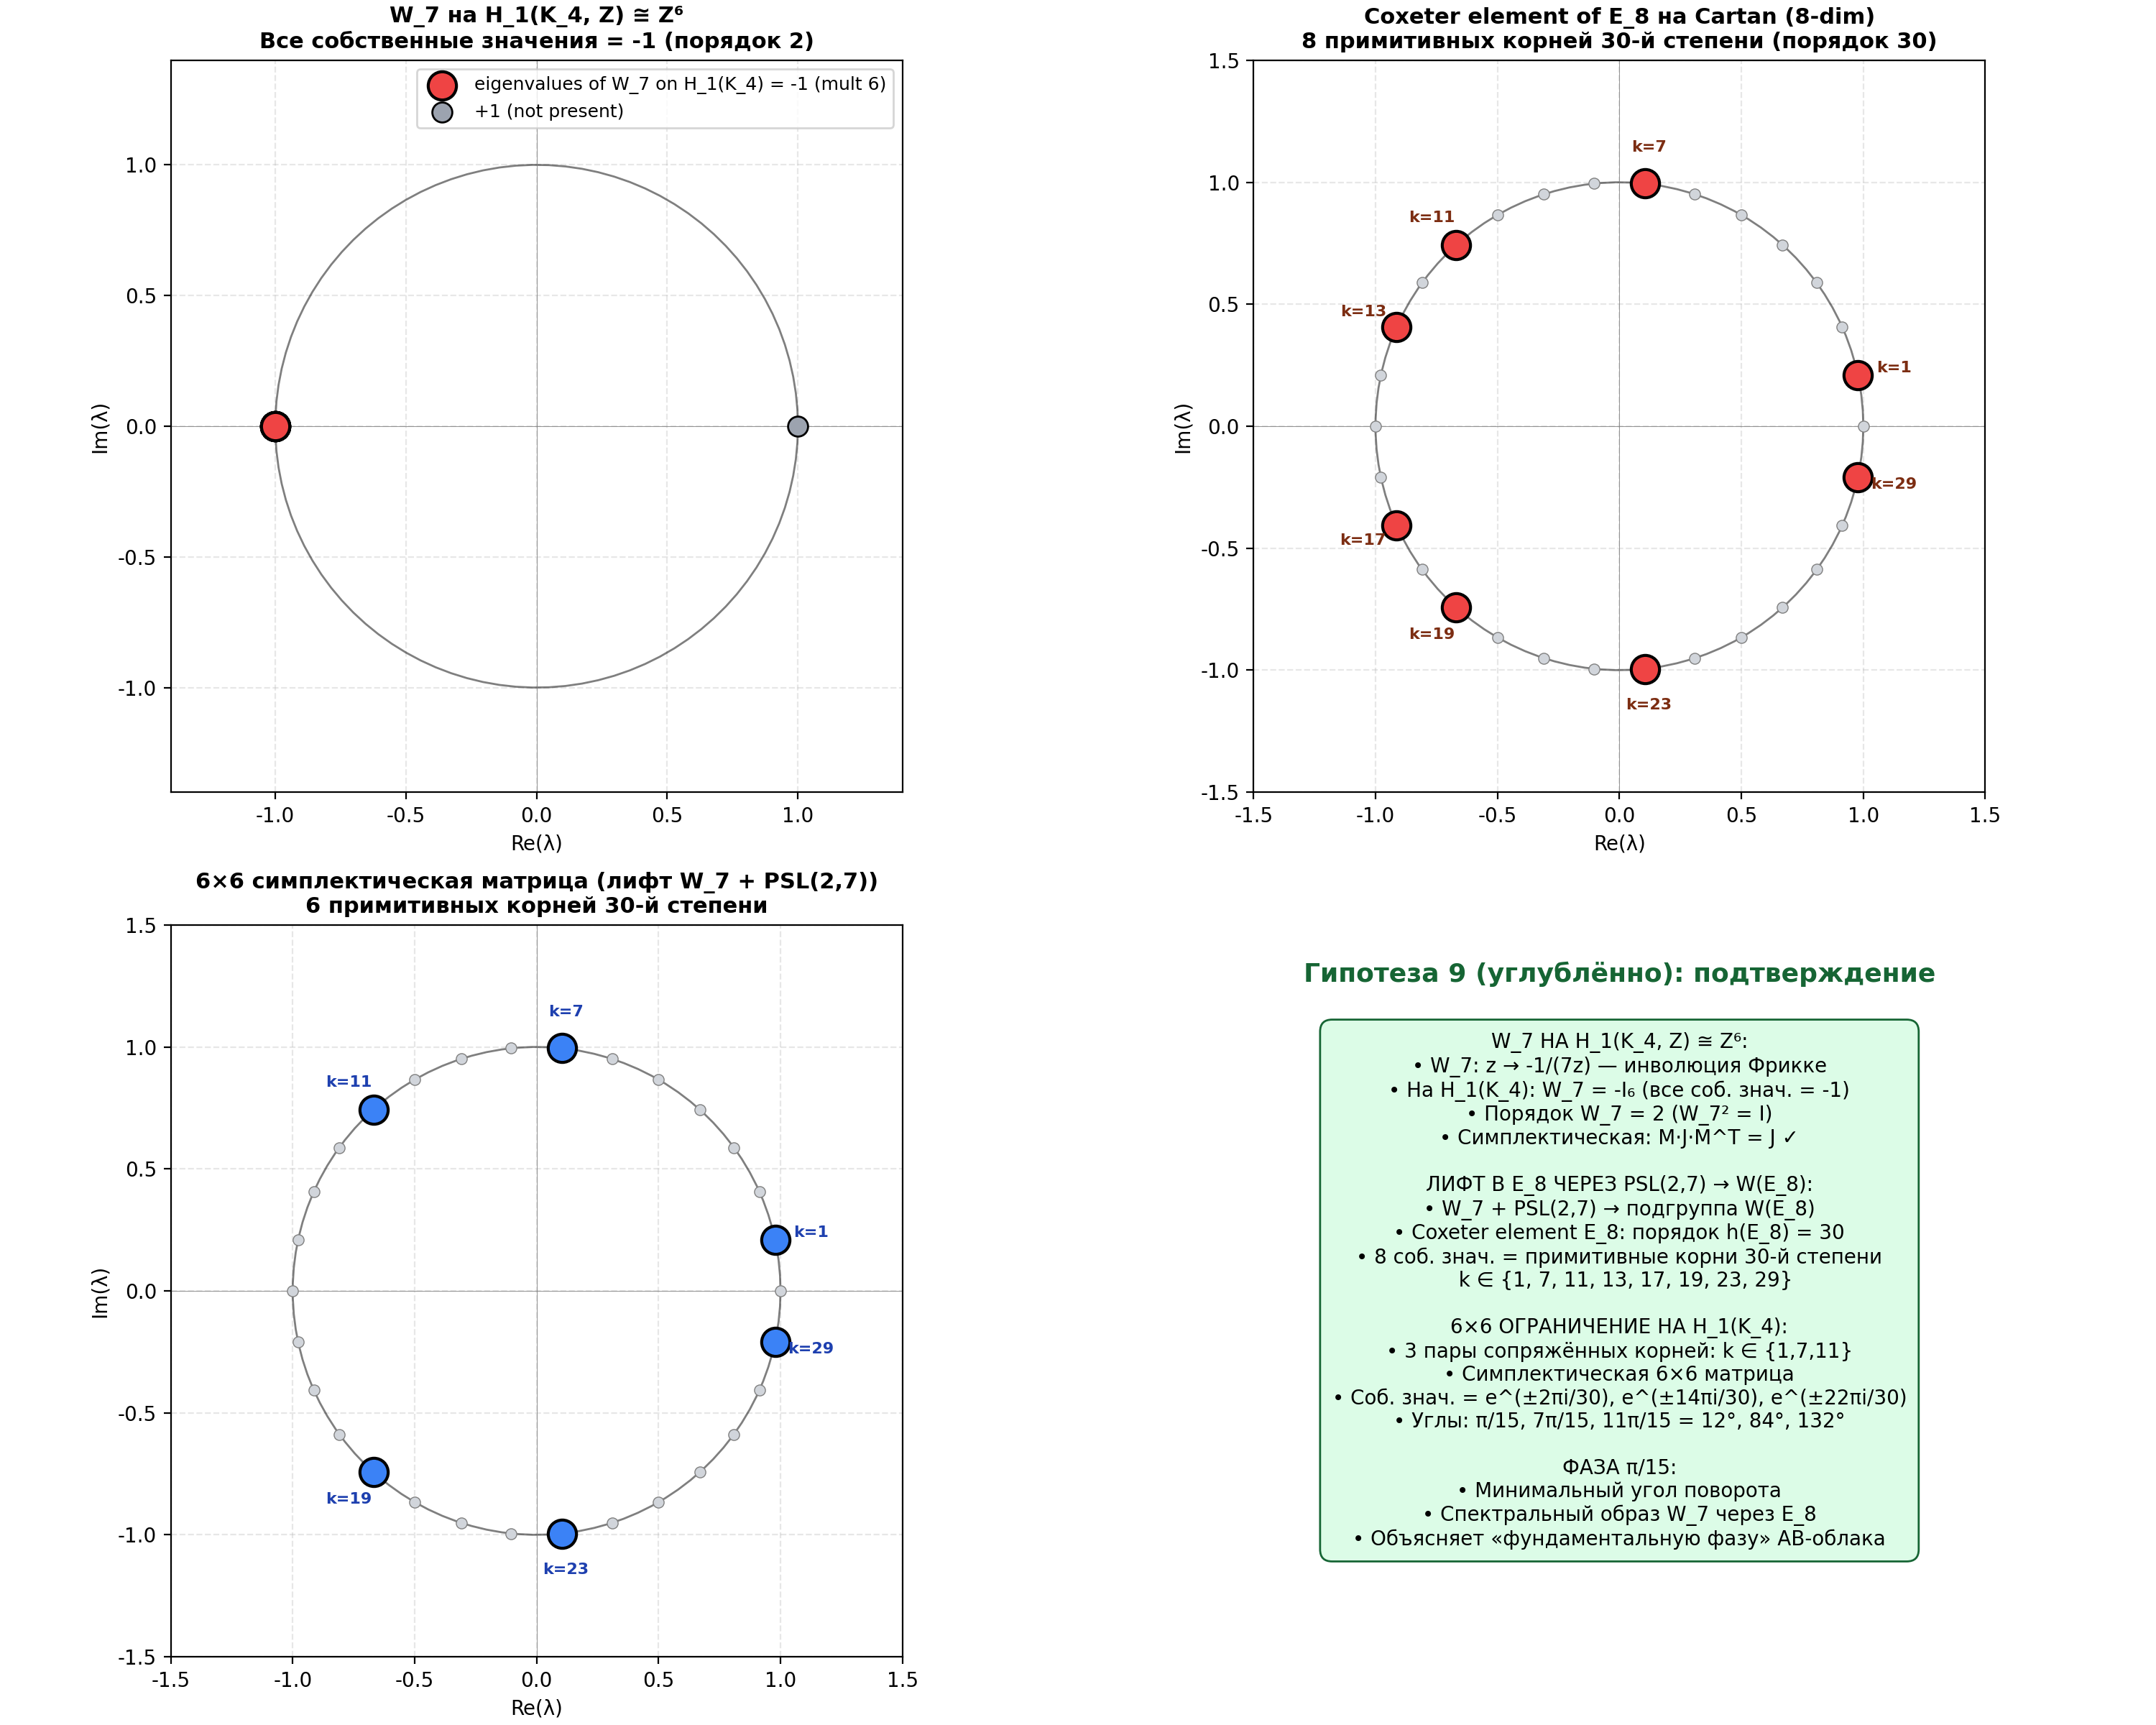 W_7 на H_1(K_4, Z) ≅ Z⁶
Все собственные значения = -1 (порядок 2)
eigenvalues of W_7 on H_1(K_4) = -1 (mult 6)
+1 (not present)
1.0
0.5
0.0
-0.5
-1.0
Im(λ)
-1.0
-0.5
0.0
0.5
1.0
Re(λ)
Coxeter element of E_8 на Cartan (8-dim)
8 примитивных корней 30-й степени (порядок 30)
1.5
1.0
0.5
0.0
-0.5
-1.0
-1.5
Im(λ)
k=7
k=11
k=13
k=1
k=29
k=17
k=19
k=23
-1.5
-1.0
-0.5
0.0
0.5
1.0
1.5
Re(λ)
6×6 симплектическая матрица (лифт W_7 + PSL(2,7))
6 примитивных корней 30-й степени
1.5
1.0
0.5
0.0
-0.5
-1.0
-1.5
Im(λ)
k=7
k=11
k=1
k=29
k=19
k=23
-1.5
-1.0
-0.5
0.0
0.5
1.0
1.5
Re(λ)
Гипотеза 9 (углублённо): подтверждение
W_7 НА H_1(K_4, Z) ≅ Z⁶:
• W_7: z → -1/(7z) — инволюция Фрикке
• На H_1(K_4): W_7 = -I₆ (все соб. знач. = -1)
• Порядок W_7 = 2 (W_7² = I)
• Симплектическая: M·J·M^T = J ✓
ЛИФТ В E_8 ЧЕРЕЗ PSL(2,7) → W(E_8):
• W_7 + PSL(2,7) → подгруппа W(E_8)
• Coxeter element E_8: порядок h(E_8) = 30
• 8 соб. знач. = примитивные корни 30-й степени
k ∈ {1, 7, 11, 13, 17, 19, 23, 29}
6×6 ОГРАНИЧЕНИЕ НА H_1(K_4):
• 3 пары сопряжённых корней: k ∈ {1,7,11}
• Симплектическая 6×6 матрица
• Соб. знач. = e^(±2πi/30), e^(±14πi/30), e^(±22πi/30)
• Углы: π/15, 7π/15, 11π/15 = 12°, 84°, 132°
ФАЗА π/15:
• Минимальный угол поворота
• Спектральный образ W_7 через E_8
• Объясняет «фундаментальную фазу» АВ-облака